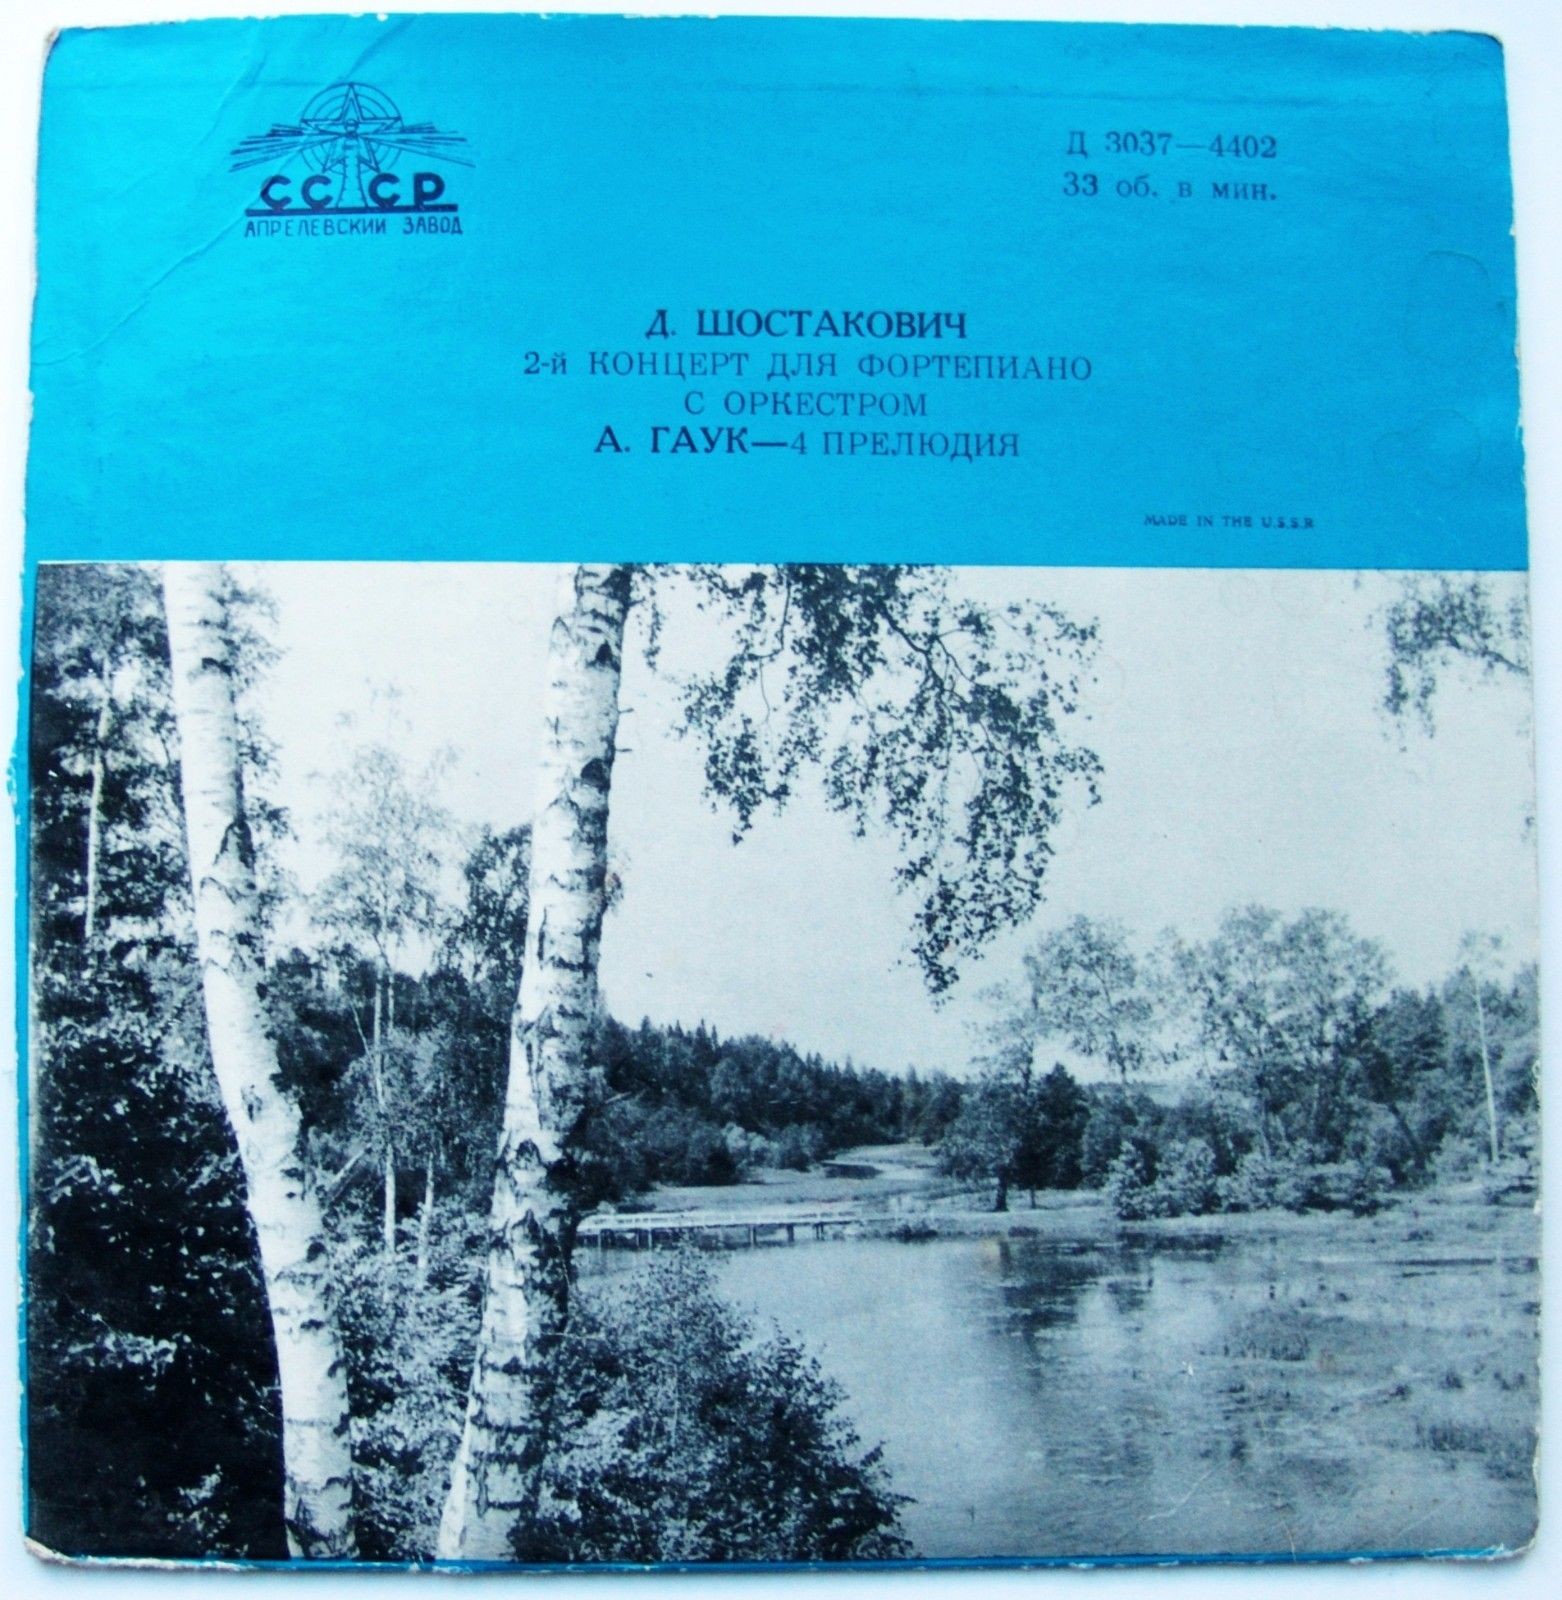 СССР
АПРЕЛЕВСКИЙ ЗАВОД
Д 3037—4402
33 об. в мин.
Д. ШОСТАКОВИЧ
2-й КОНЦЕРТ ДЛЯ ФОРТЕПИАНО
С ОРКЕСТРОМ
А. ГАУК—4 ПРЕЛЮДИЯ
MADE IN THE U.S.S.R